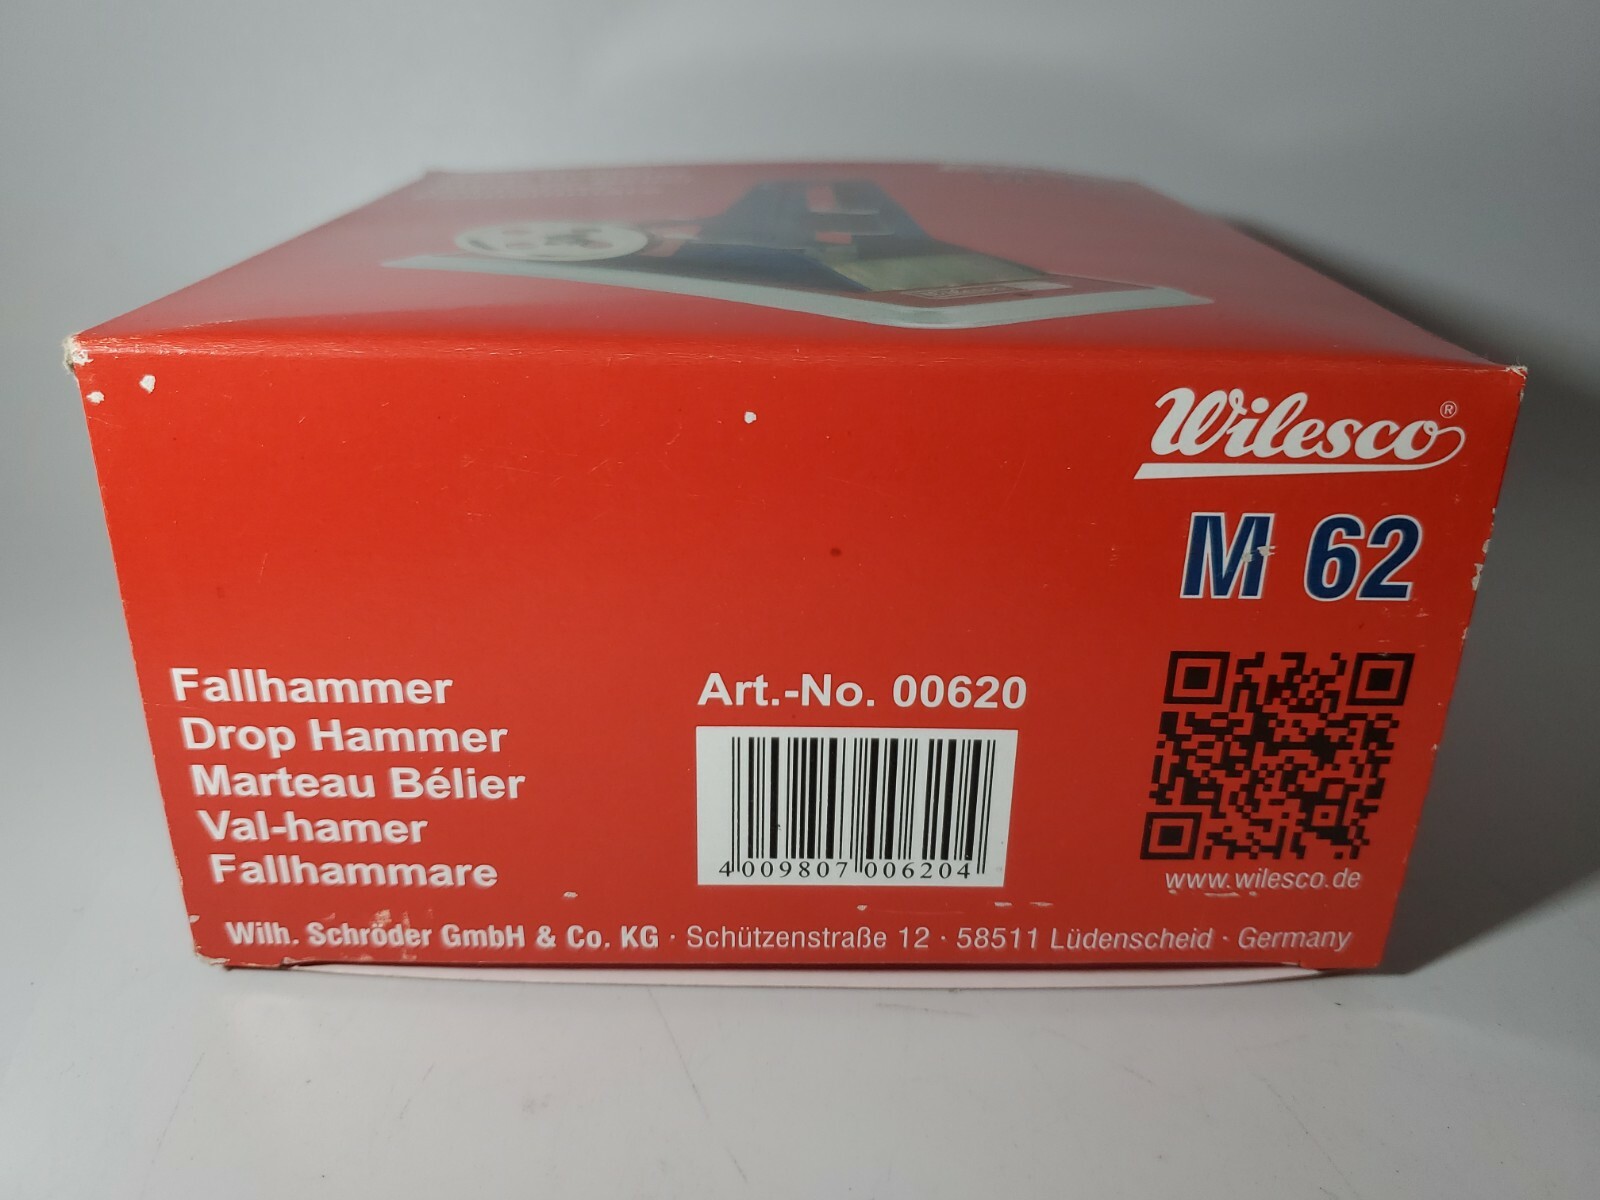 Wilesco®
M 62
Fallhammer
Drop Hammer
Marteau Bélier
Val-hamer
Fallhammare
Art.-No. 00620
4 009807 006204
www.wilesco.de
Wilh. Schröder GmbH & Co. KG · Schützenstraße 12 · 58511 Lüdenscheid · Germany